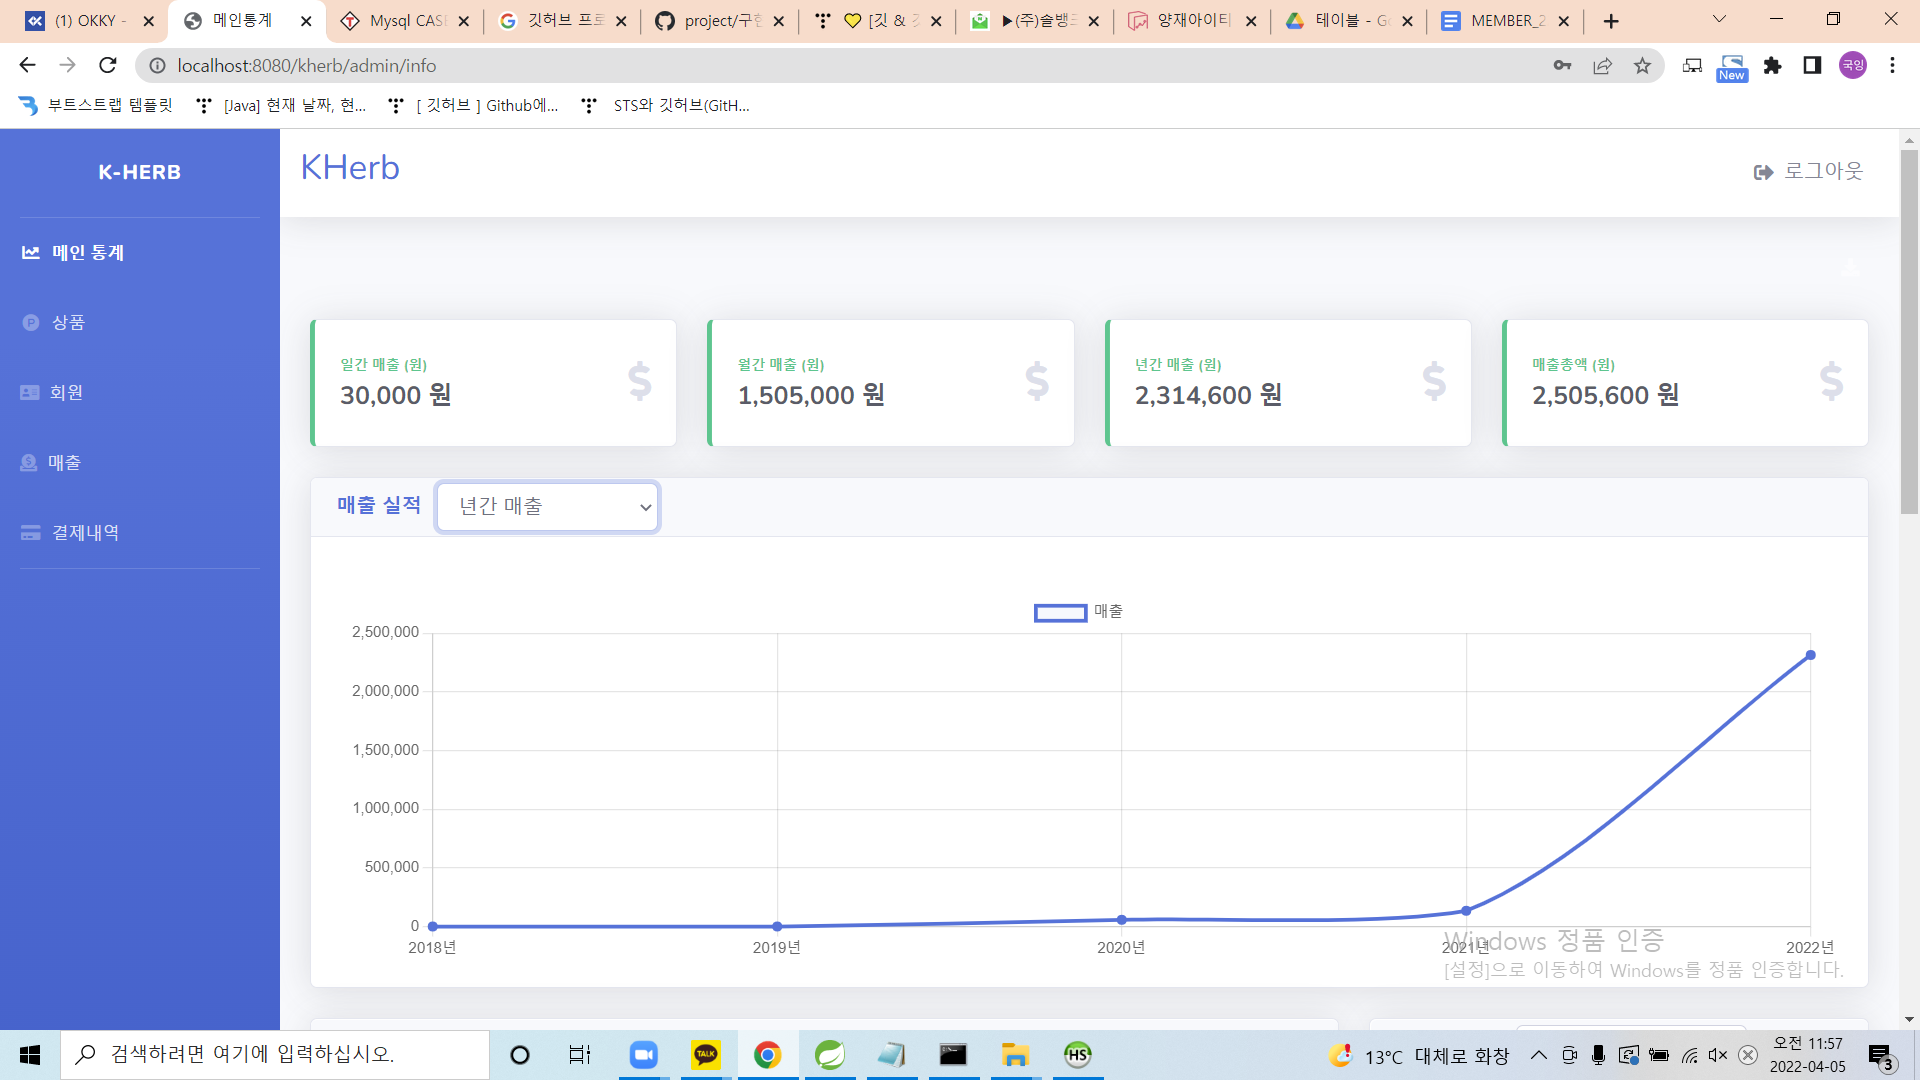 (1) OKKY -
메인통계
Mysql CAS
깃허브 프로
project/구현
[깃 & 깃
▶(주)솔뱅크
양재아이티
테이블 - Go
MEMBER_2
localhost:8080/kherb/admin/info
New
국잉
부트스트랩 템플릿
[Java] 현재 날짜, 현...
[ 깃허브 ] Github에...
STS와 깃허브(GitH...
K-HERB
KHerb
로그아웃
메인 통계
상품
회원
매출
결제내역
일간 매출 (원)
30,000 원
월간 매출 (원)
1,505,000 원
년간 매출 (원)
2,314,600 원
매출총액 (원)
2,505,600 원
매출 실적
년간 매출
매출
2,500,000
2,000,000
1,500,000
1,000,000
500,000
0
2018년
2019년
2020년
2021년
2022년
Windows 정품 인증
[설정]으로 이동하여 Windows를 정품 인증합니다.
검색하려면 여기에 입력하십시오.
TALK
HS
13°C 대체로 화창
오전 11:57
2022-04-05
3